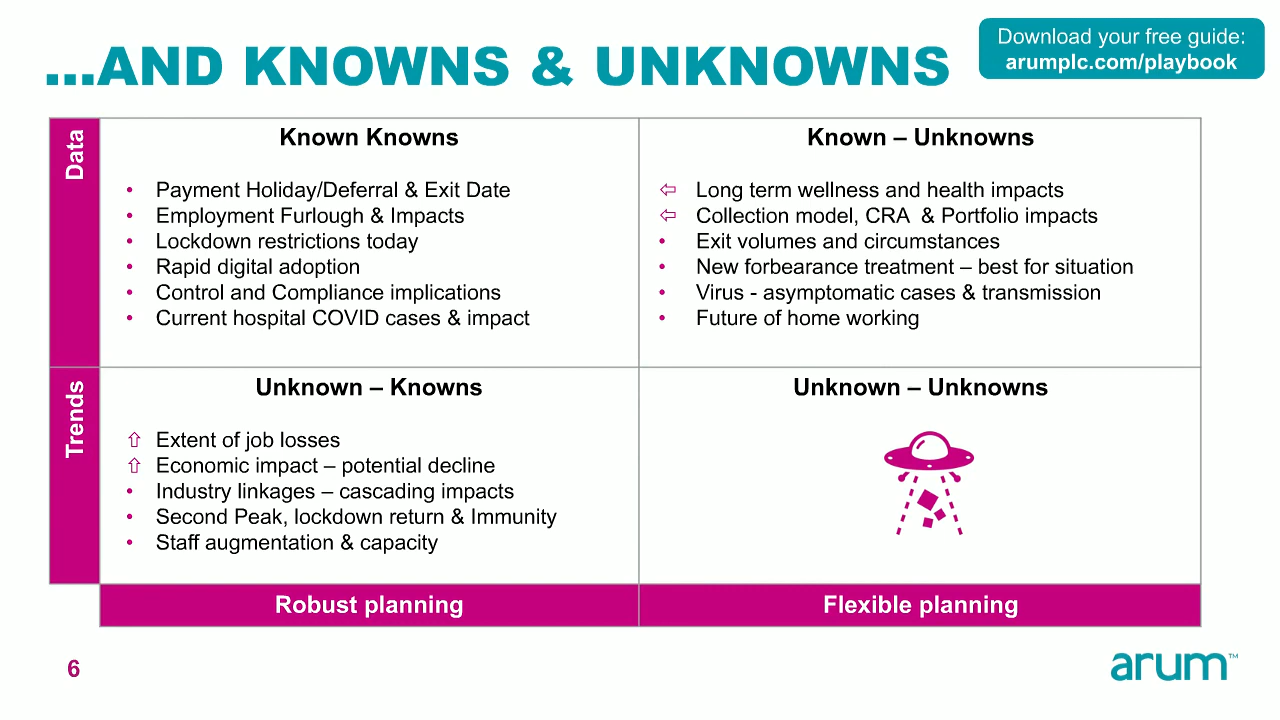 ...AND KNOWNS & UNKNOWNS
Download your free guide:
arumplc.com/playbook
Data
Known Knowns
• Payment Holiday/Deferral & Exit Date
• Employment Furlough & Impacts
• Lockdown restrictions today
• Rapid digital adoption
• Control and Compliance implications
• Current hospital COVID cases & impact
Known – Unknowns
⇦ Long term wellness and health impacts
⇦ Collection model, CRA & Portfolio impacts
• Exit volumes and circumstances
• New forbearance treatment – best for situation
• Virus - asymptomatic cases & transmission
• Future of home working
Trends
Unknown – Knowns
⇧ Extent of job losses
⇧ Economic impact – potential decline
• Industry linkages – cascading impacts
• Second Peak, lockdown return & Immunity
• Staff augmentation & capacity
Unknown – Unknowns
Robust planning
Flexible planning
6
arum™